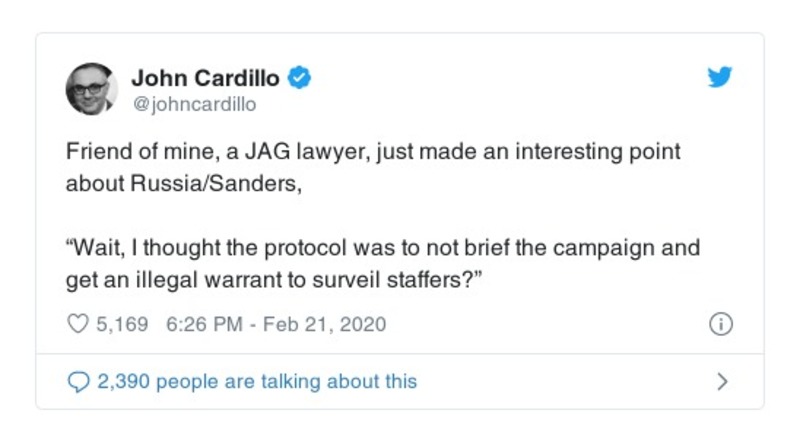 John Cardillo
@johncardillo
Friend of mine, a JAG lawyer, just made an interesting point
about Russia/Sanders,
“Wait, I thought the protocol was to not brief the campaign and
get an illegal warrant to surveil staffers?”
5,169 6:26 PM - Feb 21, 2020
2,390 people are talking about this